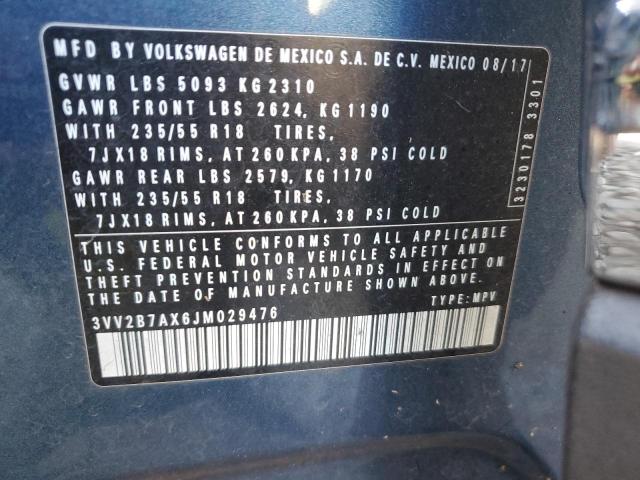 MFD BY VOLKSWAGEN DE MEXICO S.A. DE C.V. MEXICO 08/17
GVWR LBS 5093 KG 2310
GAWR FRONT LBS 2624, KG 1190
WITH 235/55 R18 TIRES,
7JX18 RIMS, AT 260 KPA, 38 PSI COLD
GAWR REAR LBS 2579, KG 1170
WITH 235/55 R18 TIRES,
7JX18 RIMS, AT 260 KPA, 38 PSI COLD
THIS VEHICLE CONFORMS TO ALL APPLICABLE
U.S. FEDERAL MOTOR VEHICLE SAFETY AND
THEFT PREVENTION STANDARDS IN EFFECT ON
THE DATE OF MANUFACTURE SHOWN ABOVE.
3VV2B7AX6JM029476 TYPE: MPV
3230178 3301